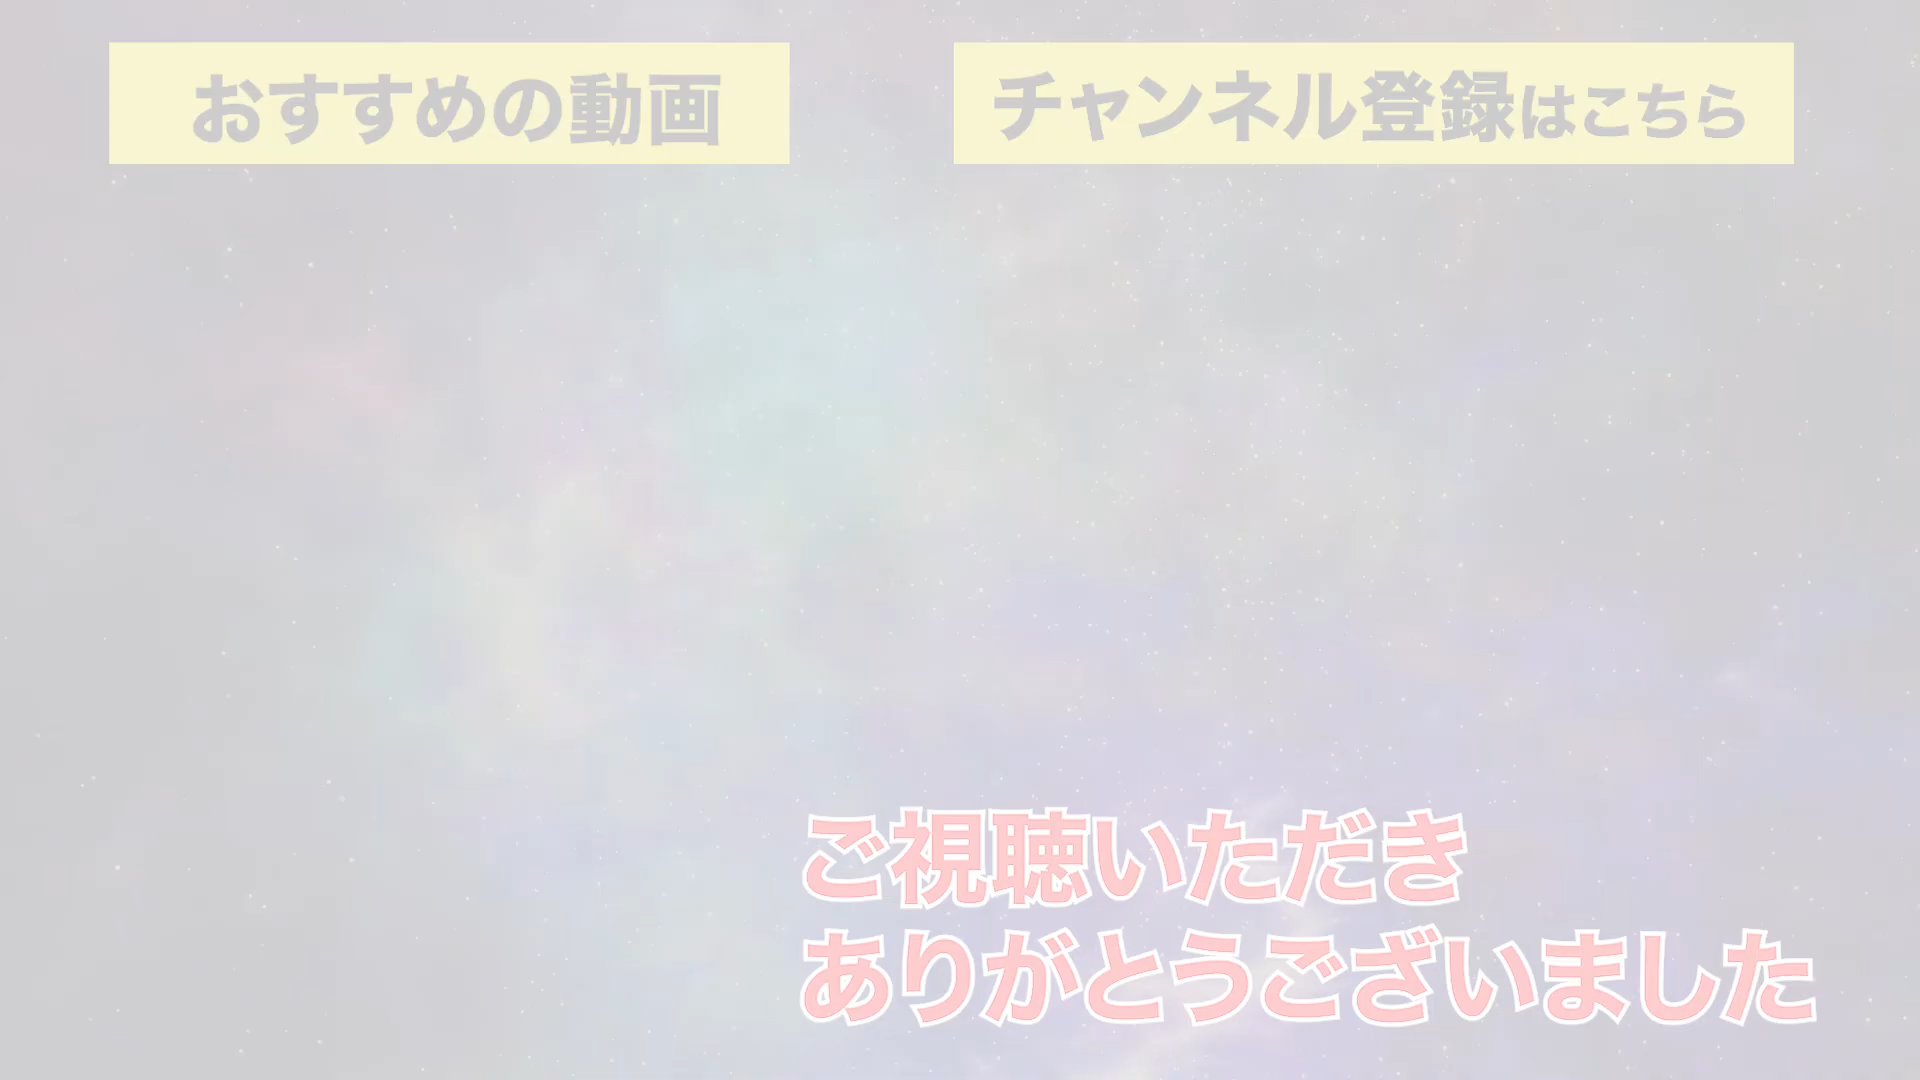 おすすめの動画
チャンネル登録はこちら
ご視聴いただき
ありがとうございました